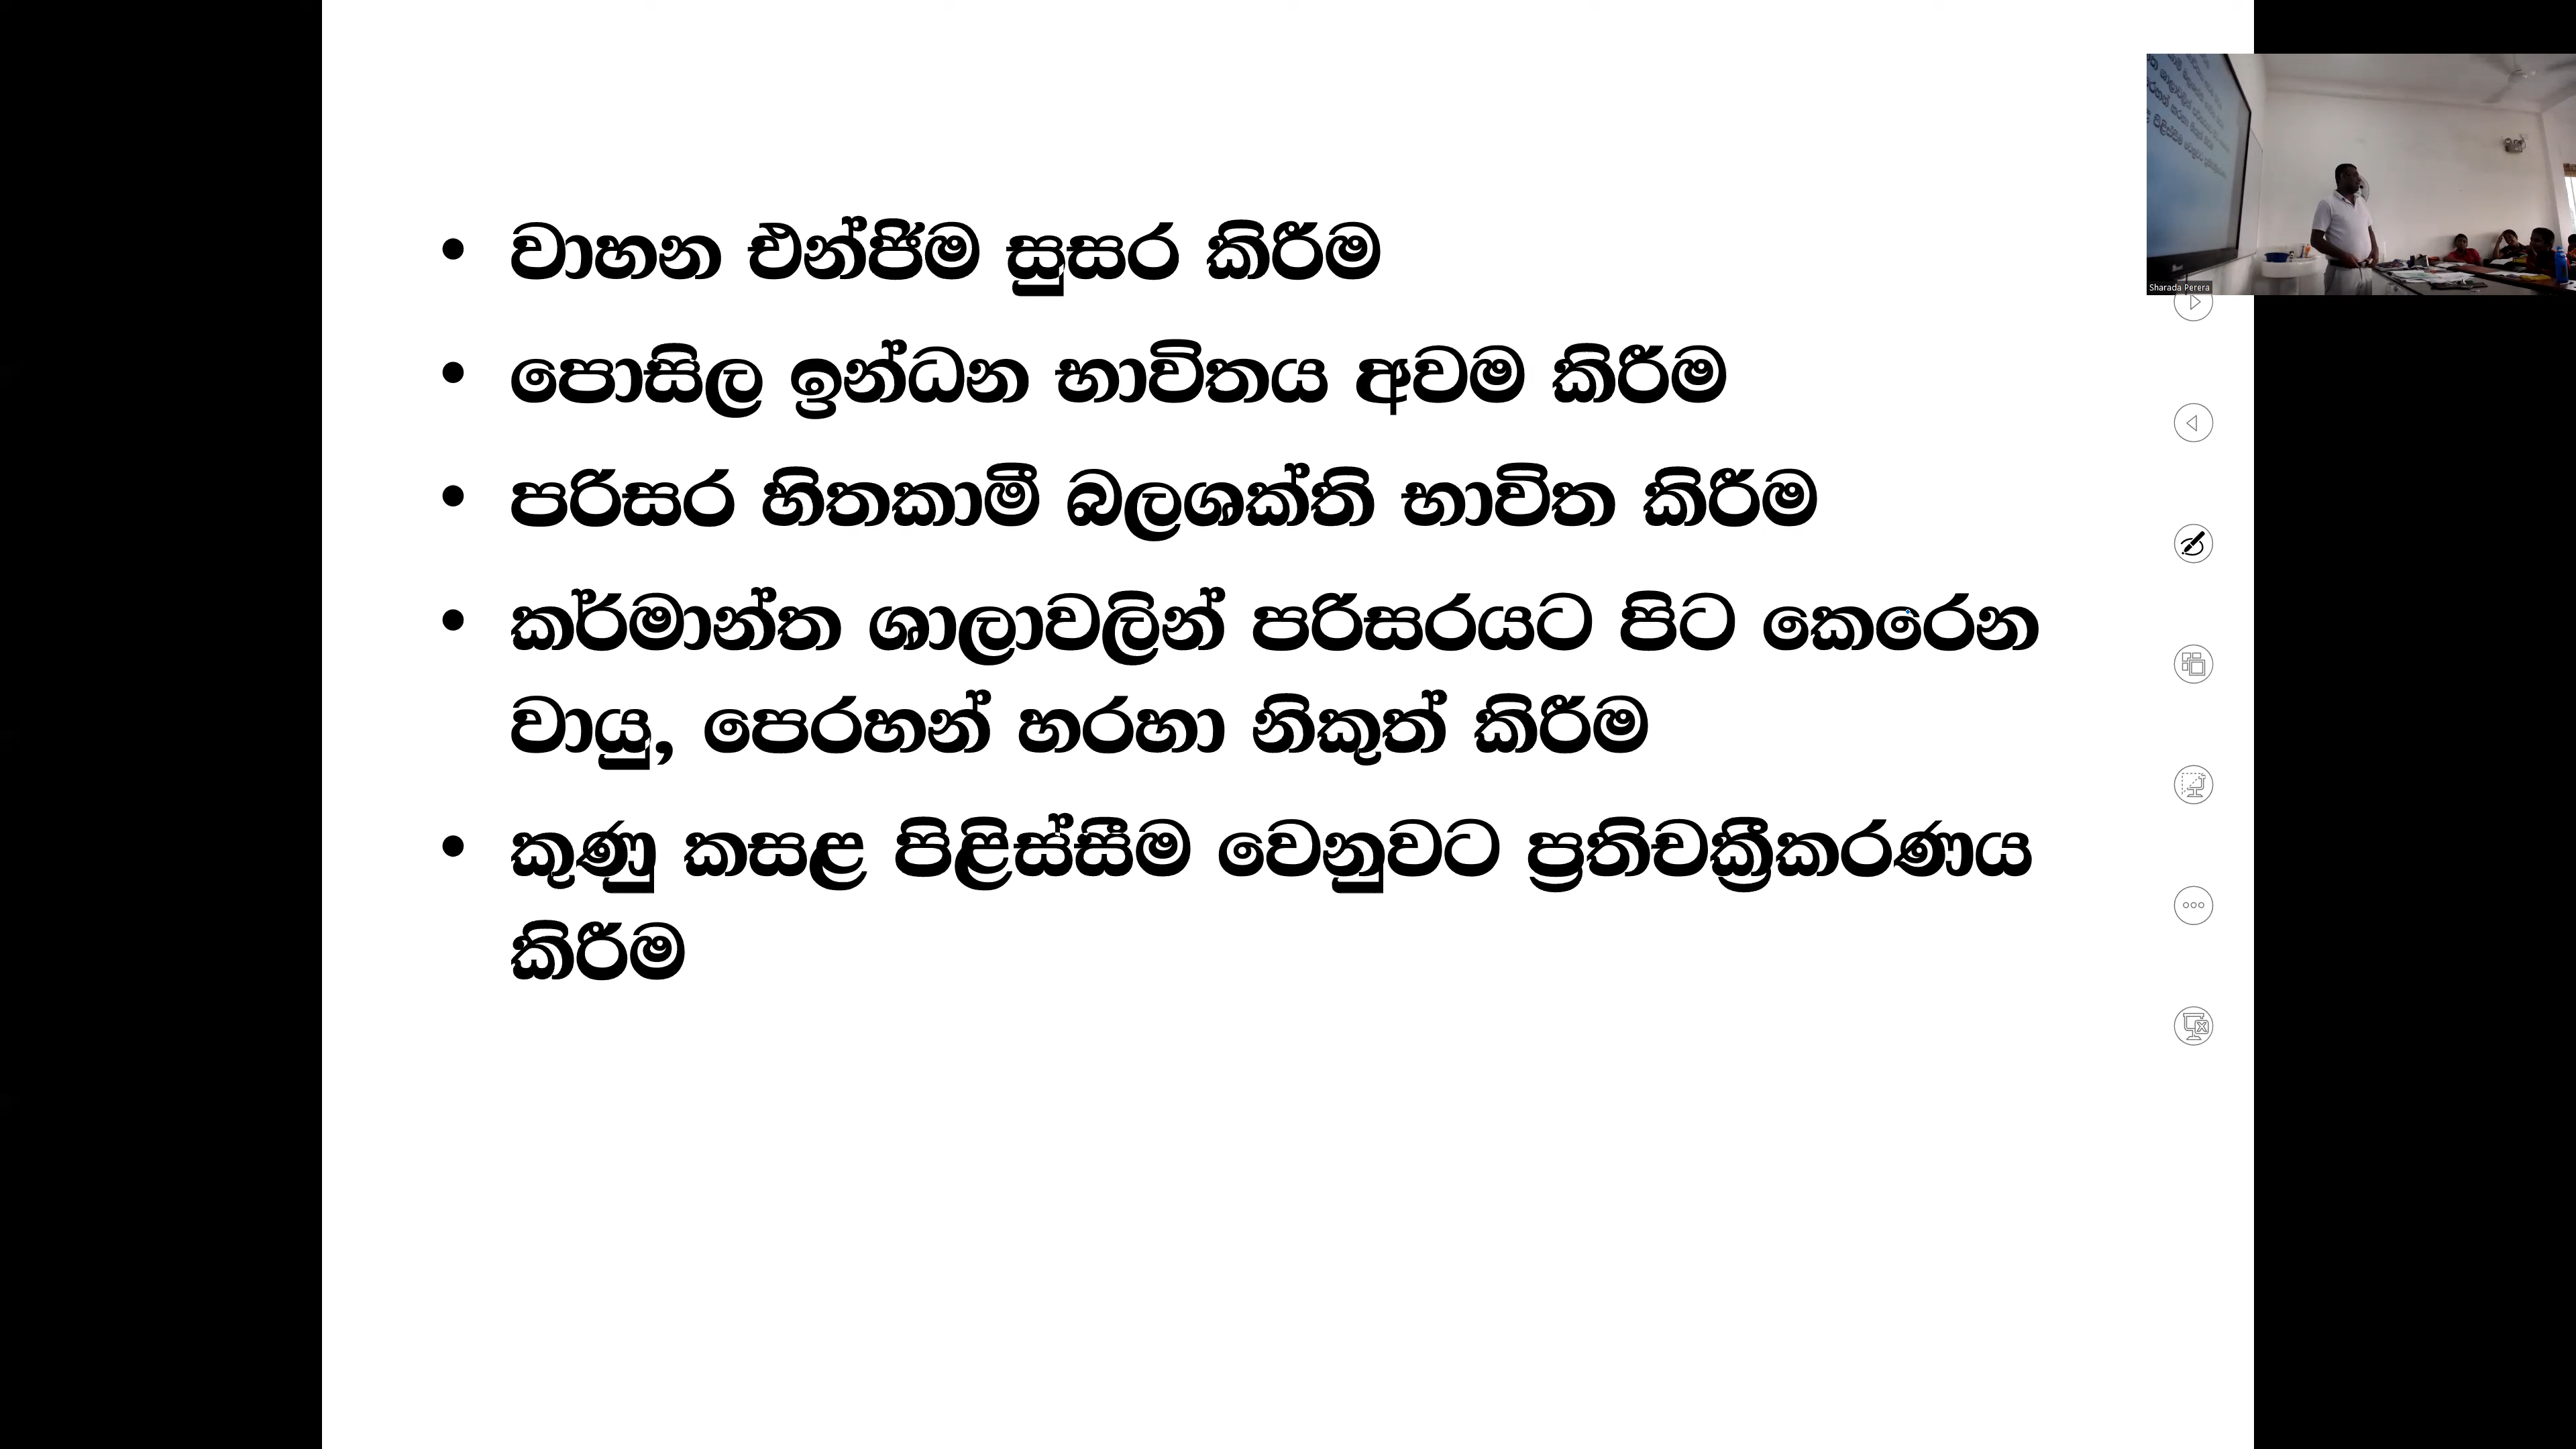 • වාහන එන්ජිම සුසර කිරීම
• පොසිල ඉන්ධන භාවිතය අවම කිරීම
• පරිසර හිතකාමී බලශක්ති භාවිත කිරීම
• කර්මාන්ත ශාලාවලින් පරිසරයට පිට කෙරෙන
වායු, පෙරහන් හරහා නිකුත් කිරීම
• කුණු කසළ පිළිස්සීම වෙනුවට ප්‍රතිචක්‍රීකරණය
කිරීම
Sharada Perera